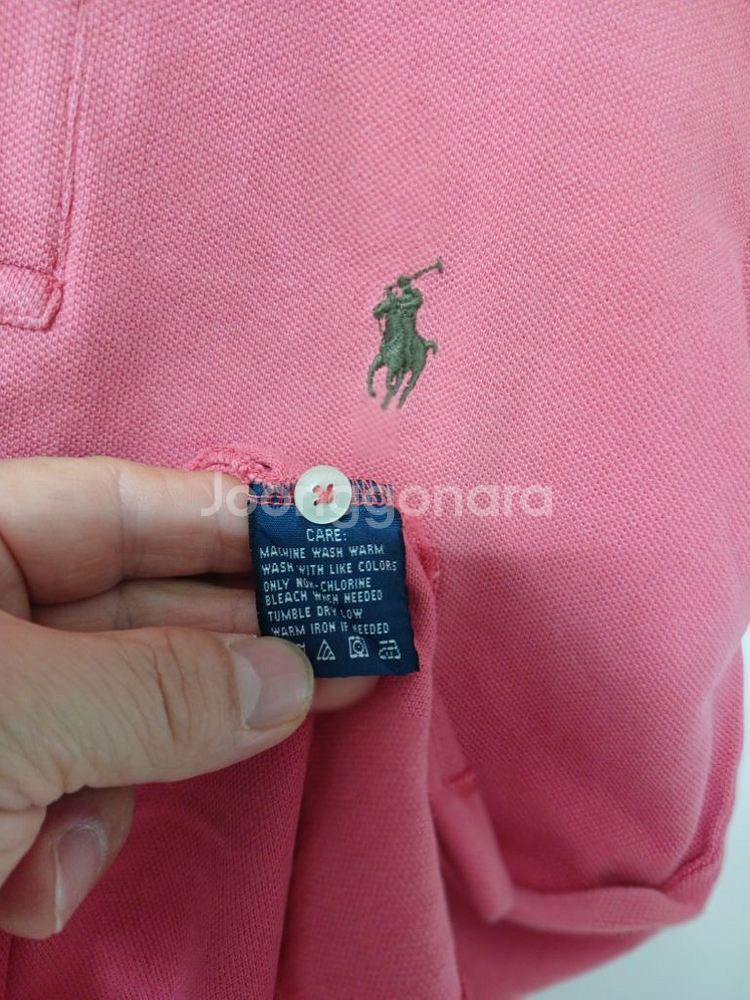 Joonggonara
CARE:
MACHINE WASH WARM
WASH WITH LIKE COLORS
ONLY NON-CHLORINE
BLEACH WHEN NEEDED
TUMBLE DRY LOW
WARM IRON IF NEEDED